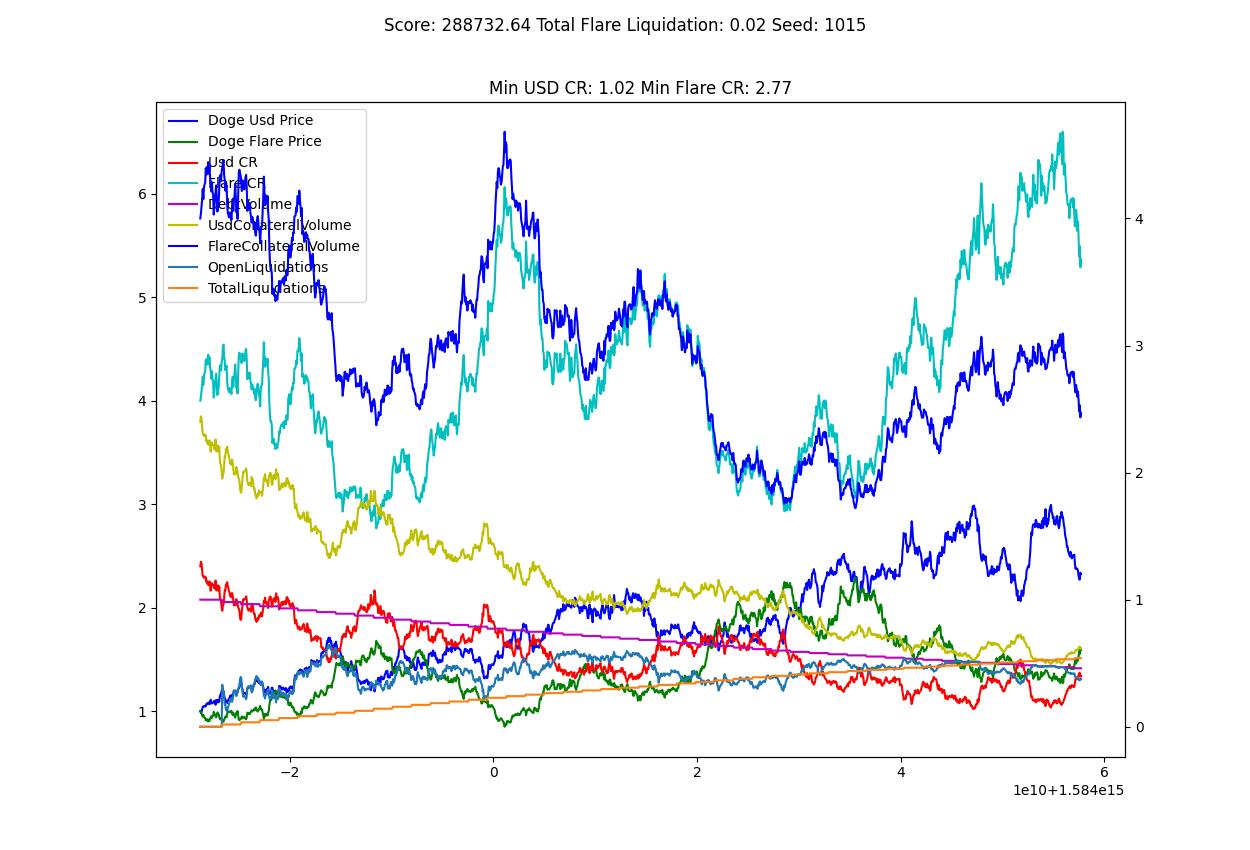 Score: 288732.64 Total Flare Liquidation: 0.02 Seed: 1015
Min USD CR: 1.02 Min Flare CR: 2.77
Doge Usd Price
Doge Flare Price
Usd CR
Flare CR
DebtVolume
UsdCollateralVolume
FlareCollateralVolume
OpenLiquidations
TotalLiquidations
6
5
4
3
2
1
4
3
2
1
0
−2
0
2
4
6
1e10+1.584e15